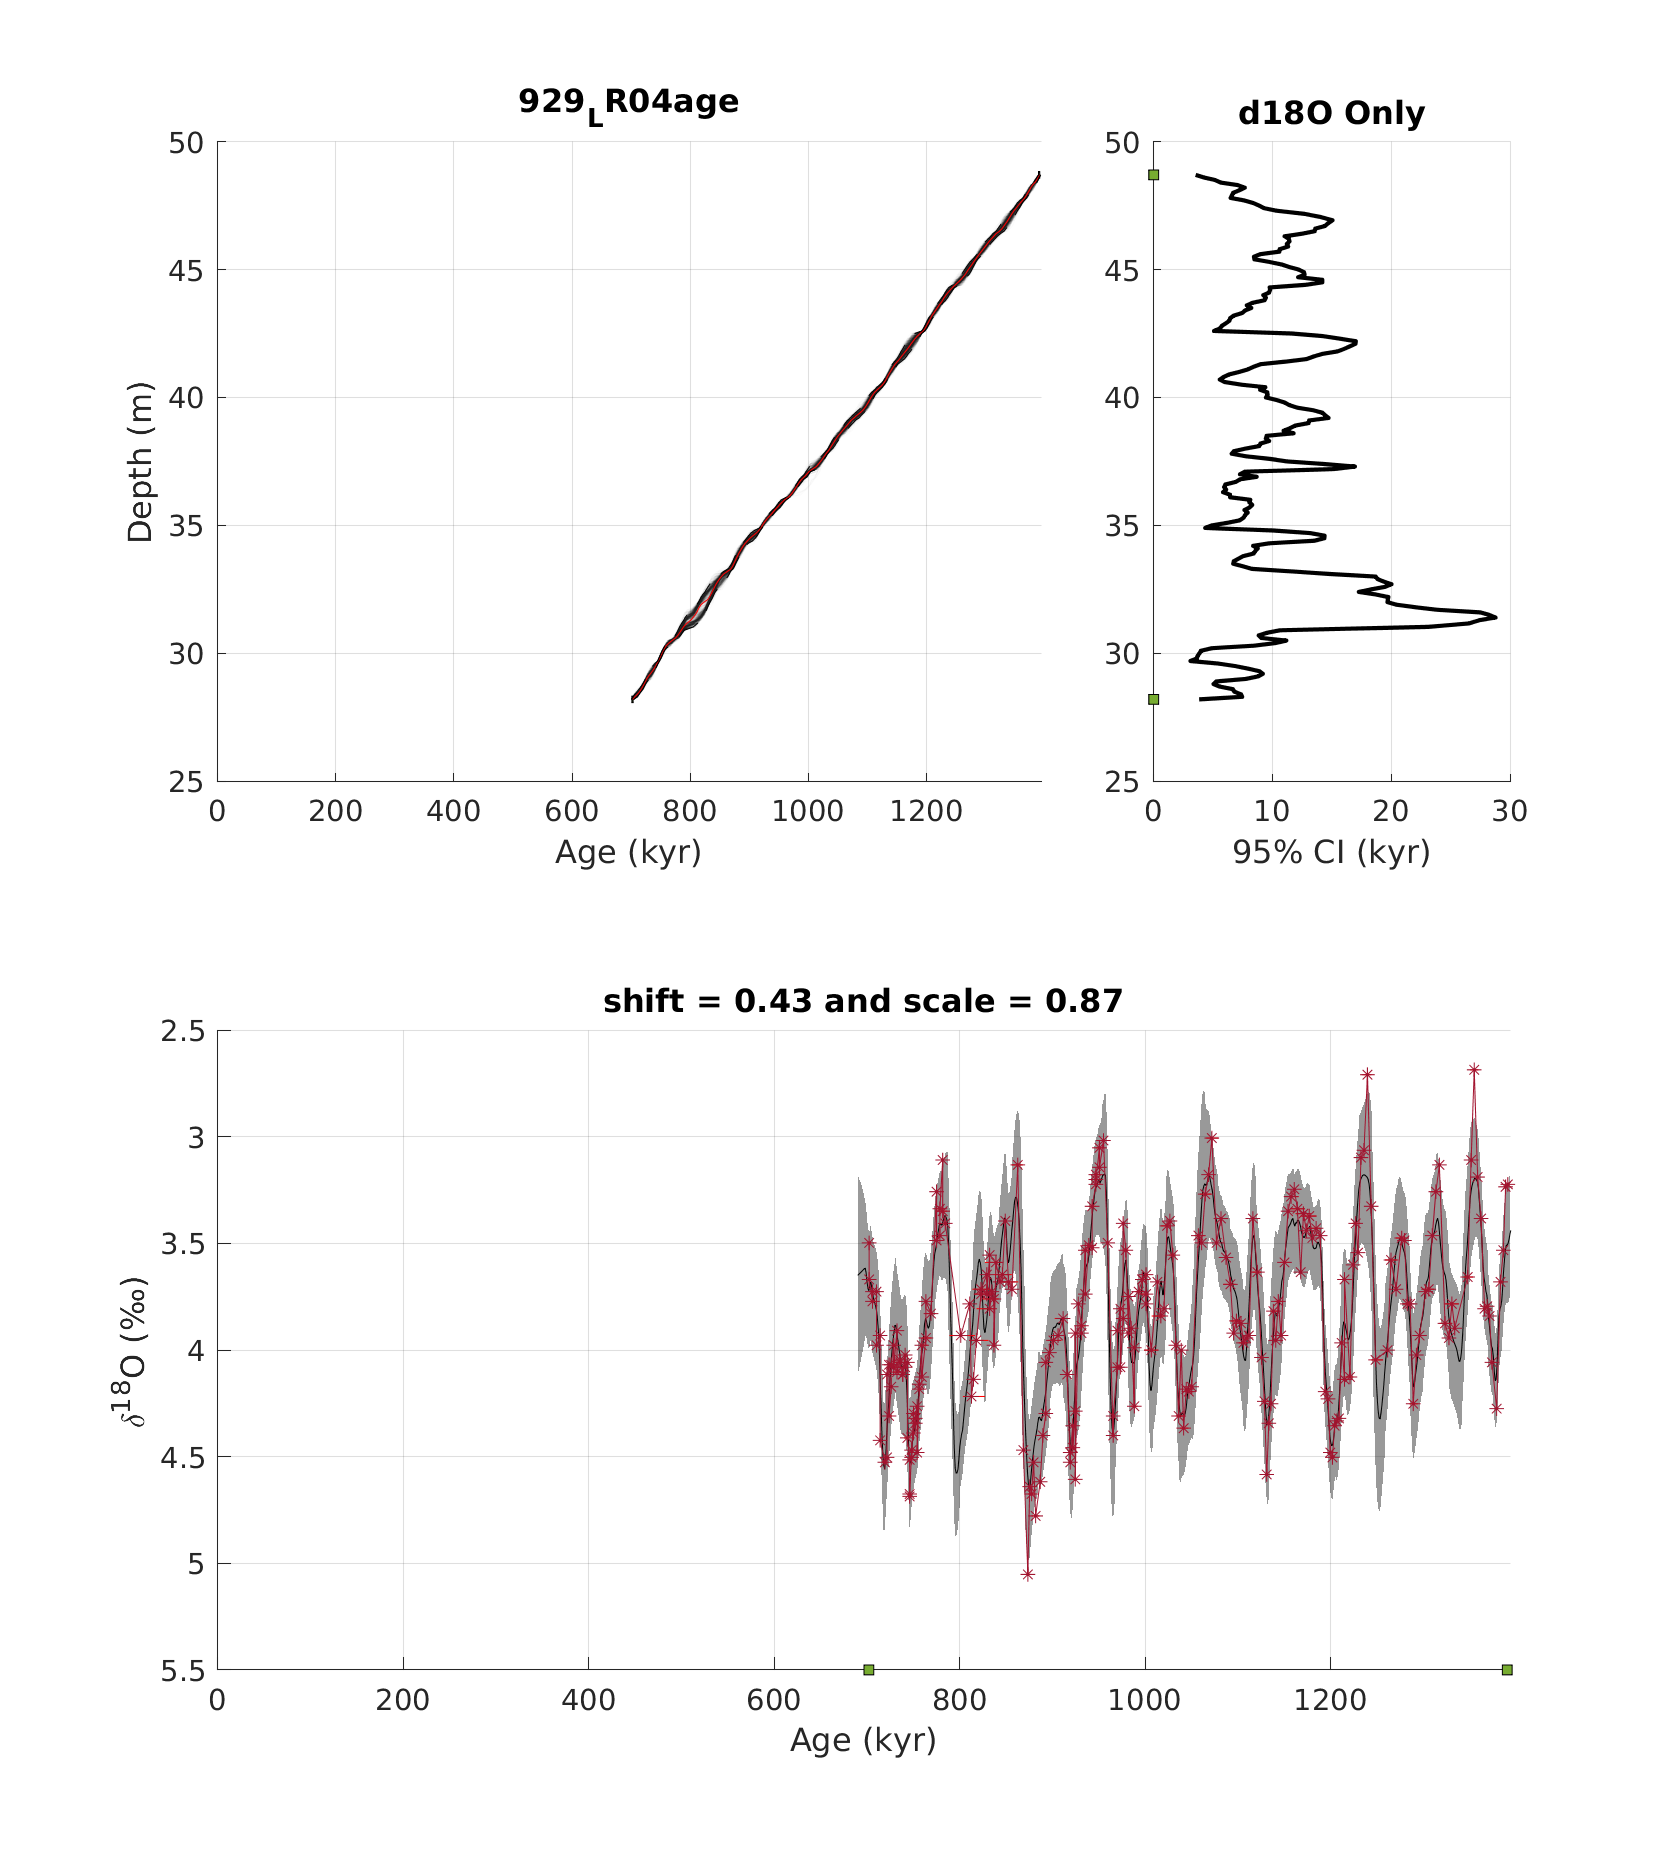 929LR04age
50
45
40
35
30
25
Depth (m)
0 200 400 600 800 1000 1200
Age (kyr)
d18O Only
50
45
40
35
30
25
0 10 20 30
95% CI (kyr)
shift = 0.43 and scale = 0.87
2.5
3
3.5
4
4.5
5
5.5
δ18O (‰)
0 200 400 600 800 1000 1200
Age (kyr)